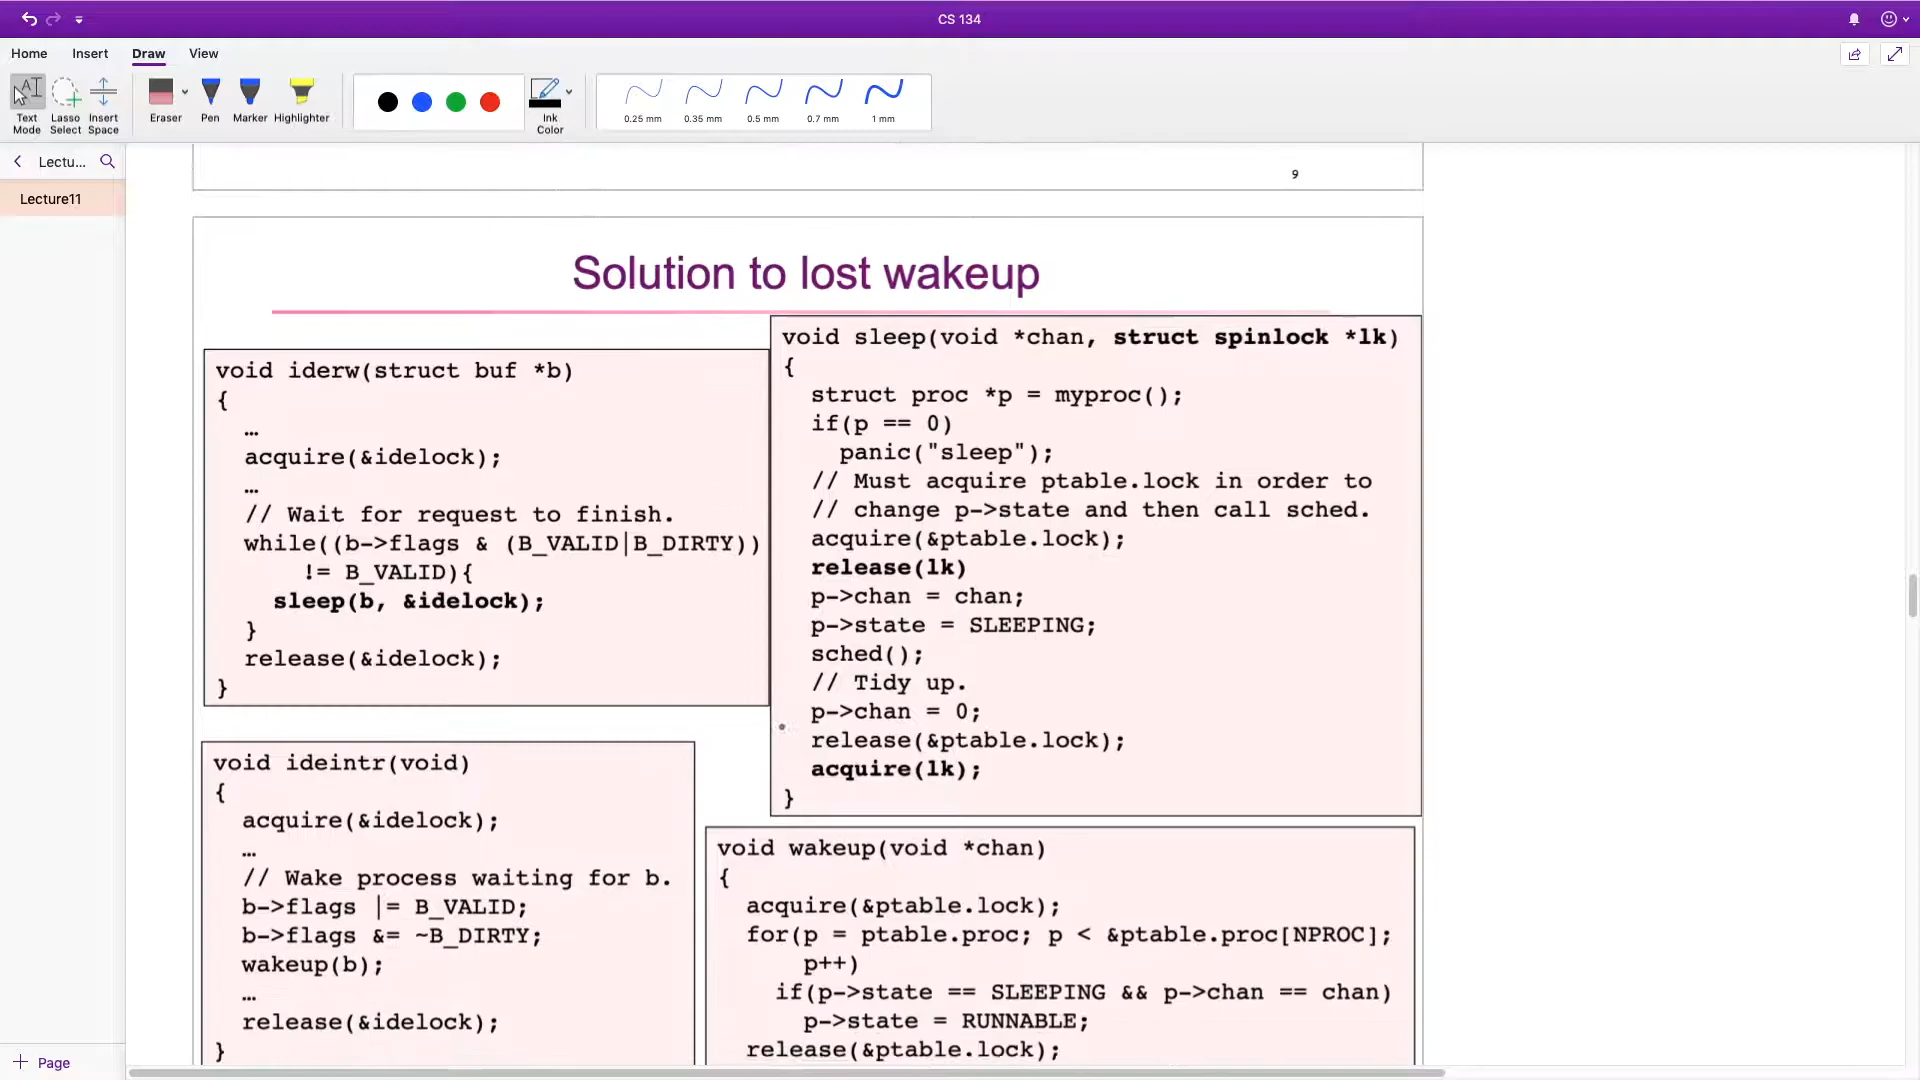 CS 134
Home Insert Draw View
Text Mode
Lasso Select
Insert Space
Eraser
Pen
Marker
Highlighter
Ink Color
0.25 mm
0.35 mm
0.5 mm
0.7 mm
1 mm
Lectu...
Lecture11
9
Solution to lost wakeup
void iderw(struct buf *b)
{
…
acquire(&idelock);
…
// Wait for request to finish.
while((b->flags & (B_VALID|B_DIRTY))
!= B_VALID){
sleep(b, &idelock);
}
release(&idelock);
}
void sleep(void *chan, struct spinlock *lk)
{
struct proc *p = myproc();
if(p == 0)
panic("sleep");
// Must acquire ptable.lock in order to
// change p->state and then call sched.
acquire(&ptable.lock);
release(lk)
p->chan = chan;
p->state = SLEEPING;
sched();
// Tidy up.
p->chan = 0;
release(&ptable.lock);
acquire(lk);
}
void ideintr(void)
{
acquire(&idelock);
…
// Wake process waiting for b.
b->flags |= B_VALID;
b->flags &= ~B_DIRTY;
wakeup(b);
…
release(&idelock);
}
void wakeup(void *chan)
{
acquire(&ptable.lock);
for(p = ptable.proc; p < &ptable.proc[NPROC];
p++)
if(p->state == SLEEPING && p->chan == chan)
p->state = RUNNABLE;
release(&ptable.lock);
Page